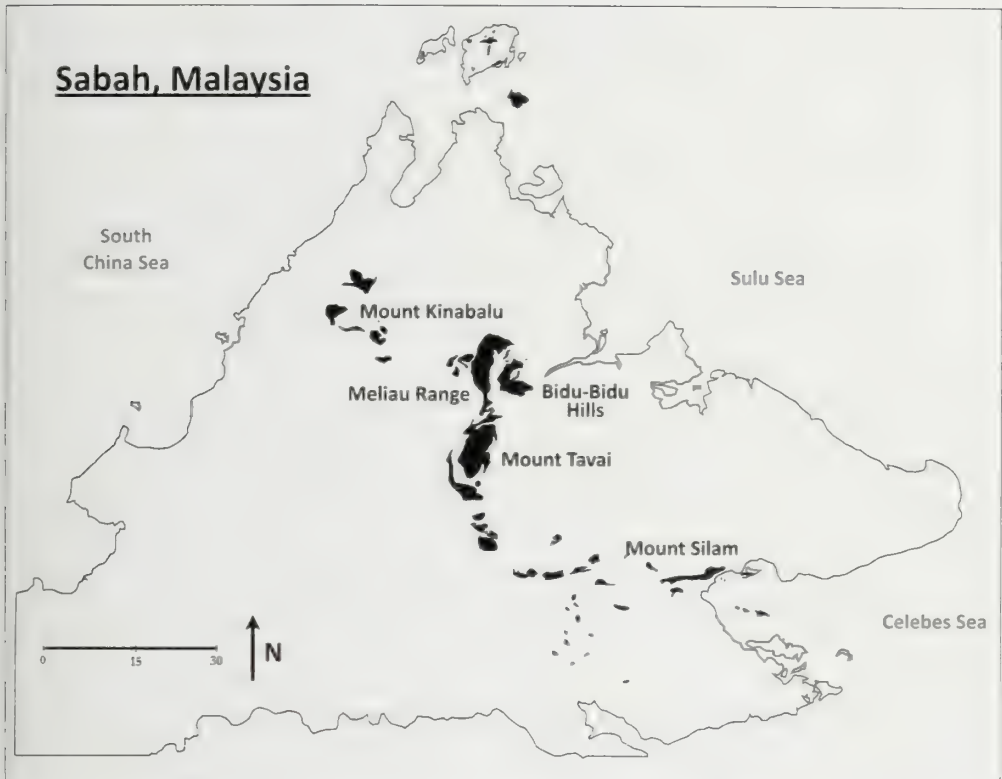 Sabah, Malaysia
South
China Sea
Sulu Sea
Mount Kinabalu
Meliau Range
Bidu-Bidu
Hills
Mount Tavai
Mount Silam
Celebes Sea
N
0 15 30